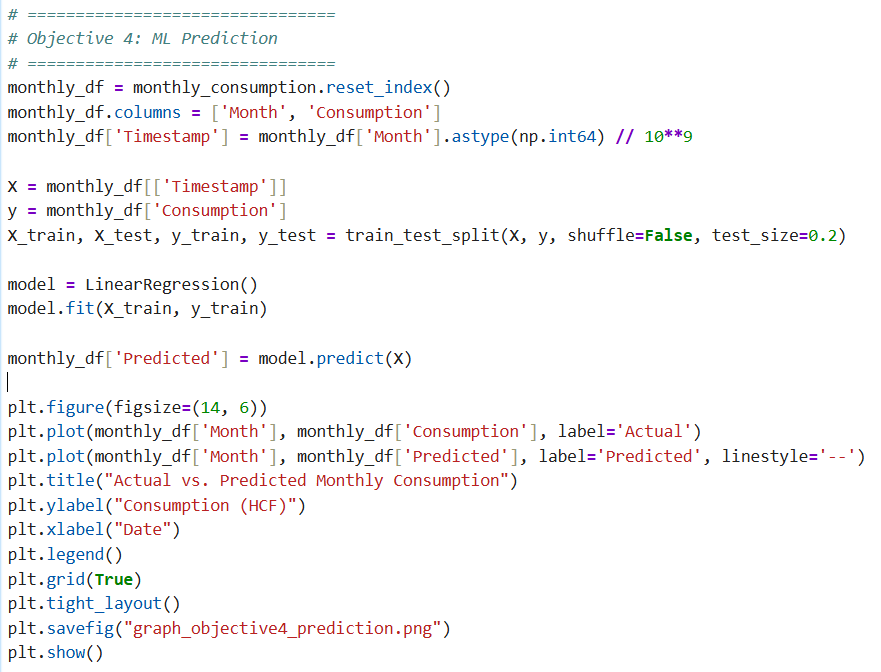 # ================================
# Objective 4: ML Prediction
# ================================
monthly_df = monthly_consumption.reset_index()
monthly_df.columns = ['Month', 'Consumption']
monthly_df['Timestamp'] = monthly_df['Month'].astype(np.int64) // 10**9
X = monthly_df[['Timestamp']]
y = monthly_df['Consumption']
X_train, X_test, y_train, y_test = train_test_split(X, y, shuffle=False, test_size=0.2)
model = LinearRegression()
model.fit(X_train, y_train)
monthly_df['Predicted'] = model.predict(X)
plt.figure(figsize=(14, 6))
plt.plot(monthly_df['Month'], monthly_df['Consumption'], label='Actual')
plt.plot(monthly_df['Month'], monthly_df['Predicted'], label='Predicted', linestyle='--')
plt.title("Actual vs. Predicted Monthly Consumption")
plt.ylabel("Consumption (HCF)")
plt.xlabel("Date")
plt.legend()
plt.grid(True)
plt.tight_layout()
plt.savefig("graph_objective4_prediction.png")
plt.show()